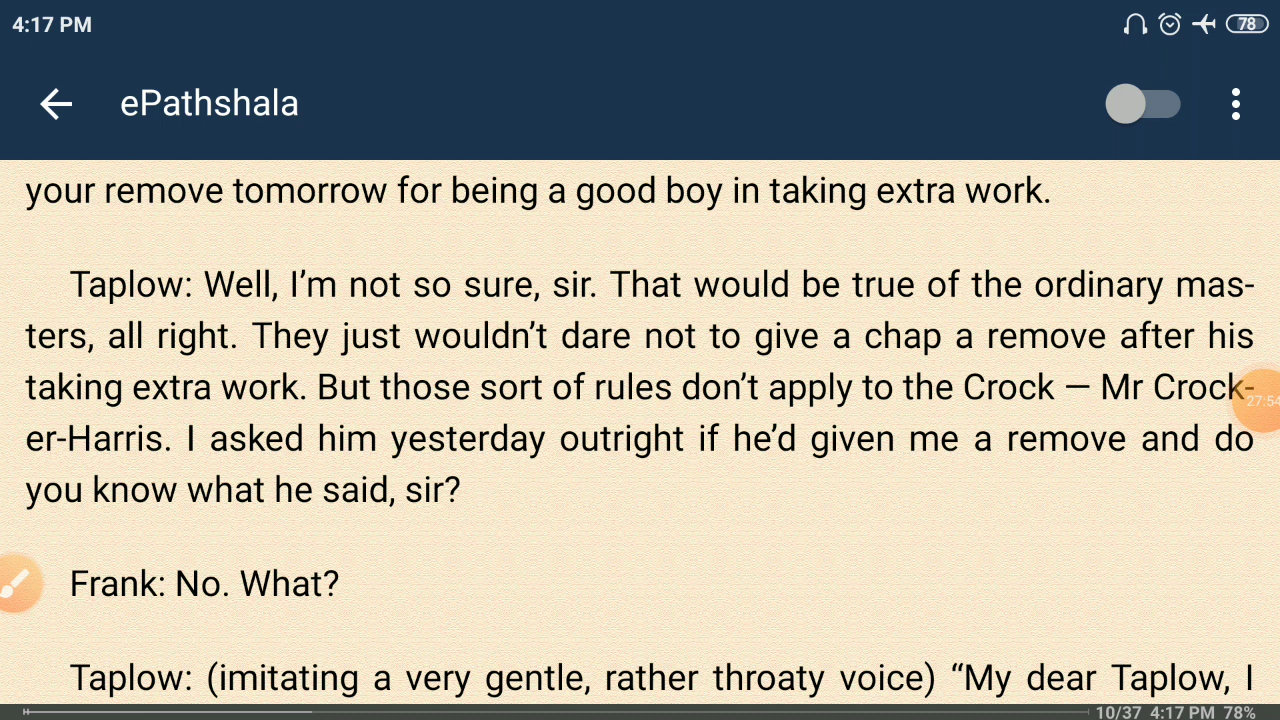 4:17 PM
78
ePathshala
your remove tomorrow for being a good boy in taking extra work.
Taplow: Well, I’m not so sure, sir. That would be true of the ordinary mas-
ters, all right. They just wouldn’t dare not to give a chap a remove after his
taking extra work. But those sort of rules don’t apply to the Crock — Mr Crock-
er-Harris. I asked him yesterday outright if he’d given me a remove and do
you know what he said, sir?
27:54
Frank: No. What?
Taplow: (imitating a very gentle, rather throaty voice) “My dear Taplow, I
10/37 4:17 PM 78%